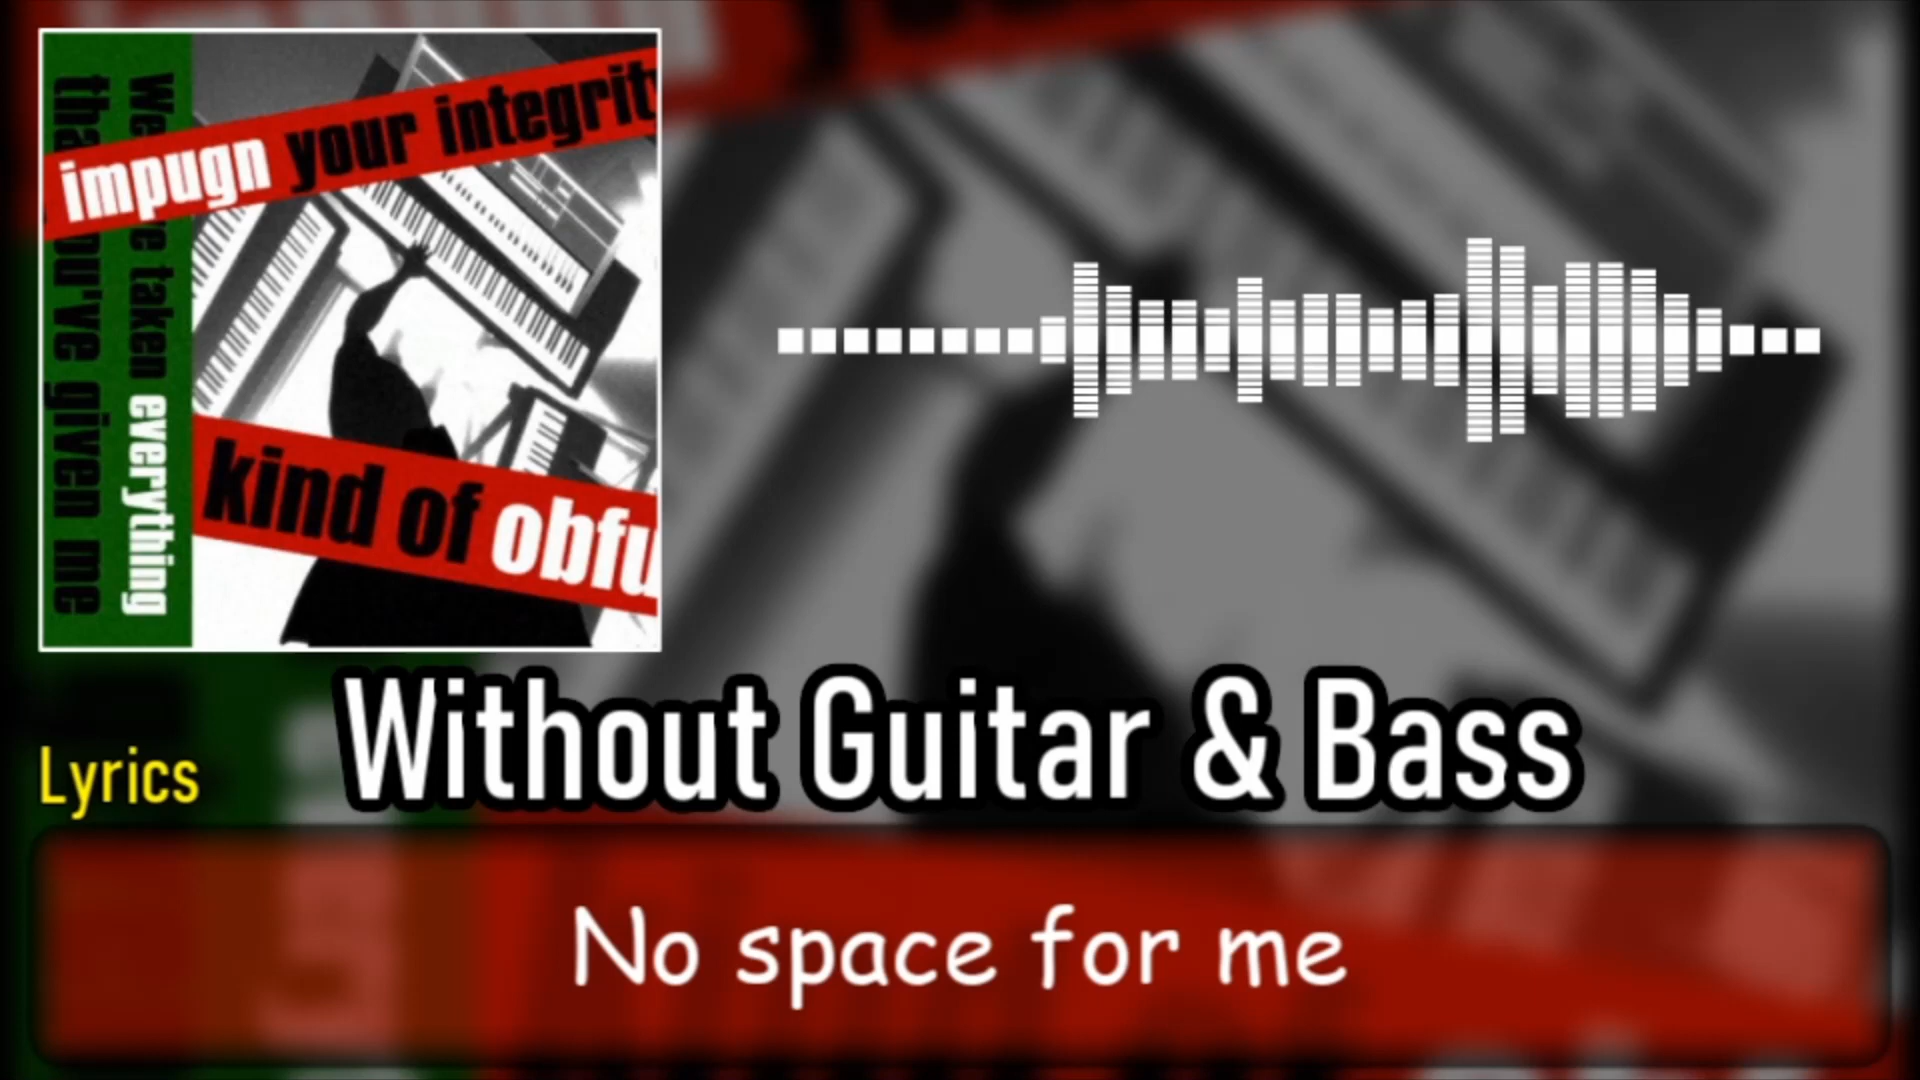 impugn your integrit
kind of obfu
We
ve taken everything
tha
ou've given me
Without Guitar & Bass
Lyrics
No space for me